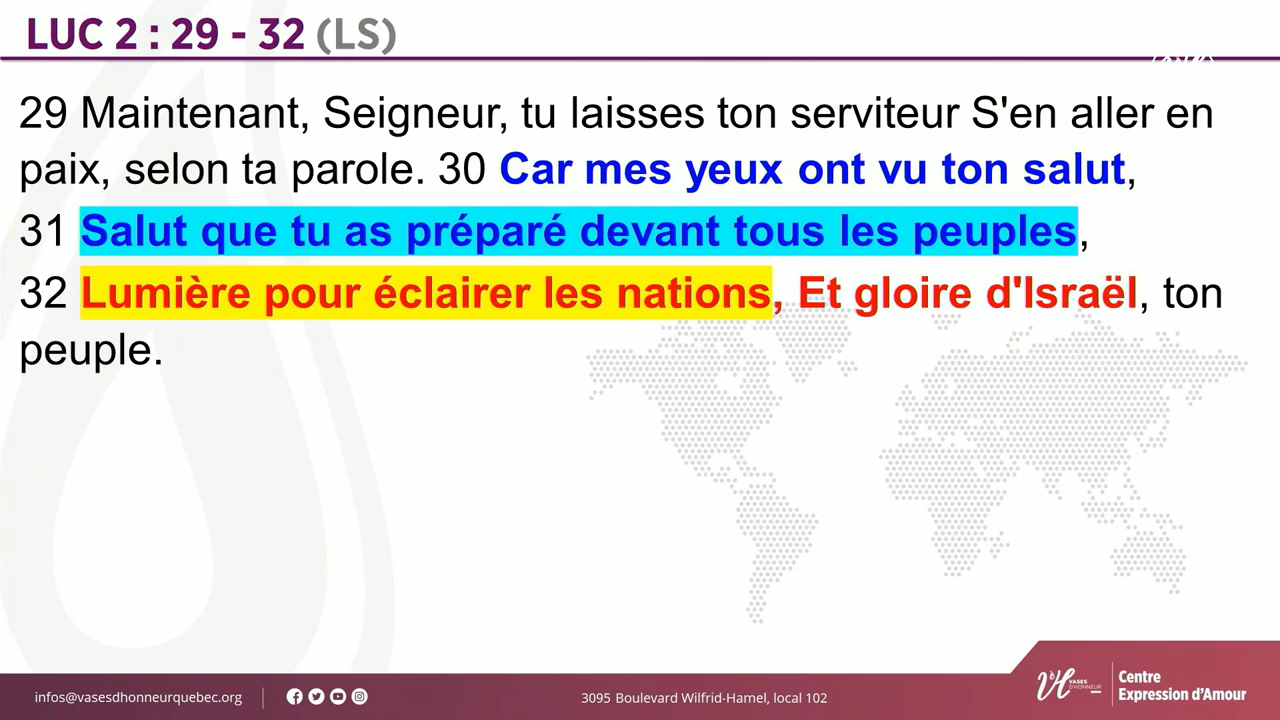 LUC 2 : 29 - 32 (LS)
29 Maintenant, Seigneur, tu laisses ton serviteur S'en aller en
paix, selon ta parole. 30 Car mes yeux ont vu ton salut,
31 Salut que tu as préparé devant tous les peuples,
32 Lumière pour éclairer les nations, Et gloire d'Israël, ton
peuple.
infos@vasesdhonneurquebec.org
3095 Boulevard Wilfrid-Hamel, local 102
VASES
D'HONNEUR
Centre
Expression d'Amour